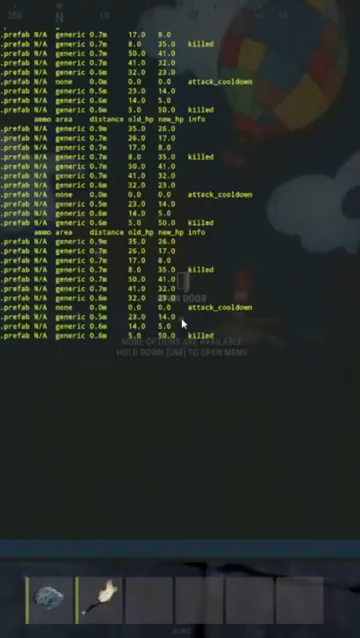 350 N 10
.prefab N/A generic 0.7m 17.0 8.0
.prefab N/A generic 0.7m 8.0 35.0 killed
.prefab N/A generic 0.7m 50.0 41.0
.prefab N/A generic 0.7m 41.0 32.0
.prefab N/A generic 0.6m 32.0 23.0
.prefab N/A none 0.0m 0.0 0.0 attack_cooldown
.prefab N/A generic 0.5m 23.0 14.0
.prefab N/A generic 0.6m 14.0 5.0
.prefab N/A generic 0.6m 5.0 50.0 killed
ammo area distance old_hp new_hp info
.prefab N/A generic 0.9m 35.0 26.0
.prefab N/A generic 0.7m 26.0 17.0
.prefab N/A generic 0.7m 17.0 8.0
.prefab N/A generic 0.7m 8.0 35.0 killed
.prefab N/A generic 0.7m 50.0 41.0
.prefab N/A generic 0.7m 41.0 32.0
.prefab N/A generic 0.6m 32.0 23.0
.prefab N/A none 0.0m 0.0 0.0 attack_cooldown
.prefab N/A generic 0.5m 23.0 14.0
.prefab N/A generic 0.6m 14.0 5.0
.prefab N/A generic 0.6m 5.0 50.0 killed
ammo area distance old_hp new_hp info
.prefab N/A generic 0.9m 35.0 26.0
.prefab N/A generic 0.7m 26.0 17.0
.prefab N/A generic 0.7m 17.0 8.0
.prefab N/A generic 0.7m 8.0 35.0 killed
.prefab N/A generic 0.7m 50.0 41.0
.prefab N/A generic 0.7m 41.0 32.0
.prefab N/A generic 0.6m 32.0 23.0
DOOR
.prefab N/A none 0.0m 0.0 0.0 attack_cooldown
.prefab N/A generic 0.5m 23.0 14.0
.prefab N/A generic 0.6m 14.0 5.0
.prefab N/A generic 0.6m 5.0 50.0 killed
MORE OPTIONS ARE AVAILABLE
HOLD DOWN [USE] TO OPEN MENU